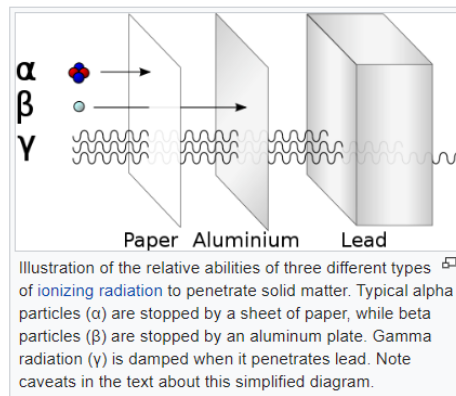 α
β
γ
Paper Aluminium Lead
Illustration of the relative abilities of three different types
of ionizing radiation to penetrate solid matter. Typical alpha
particles (α) are stopped by a sheet of paper, while beta
particles (β) are stopped by an aluminum plate. Gamma
radiation (γ) is damped when it penetrates lead. Note
caveats in the text about this simplified diagram.